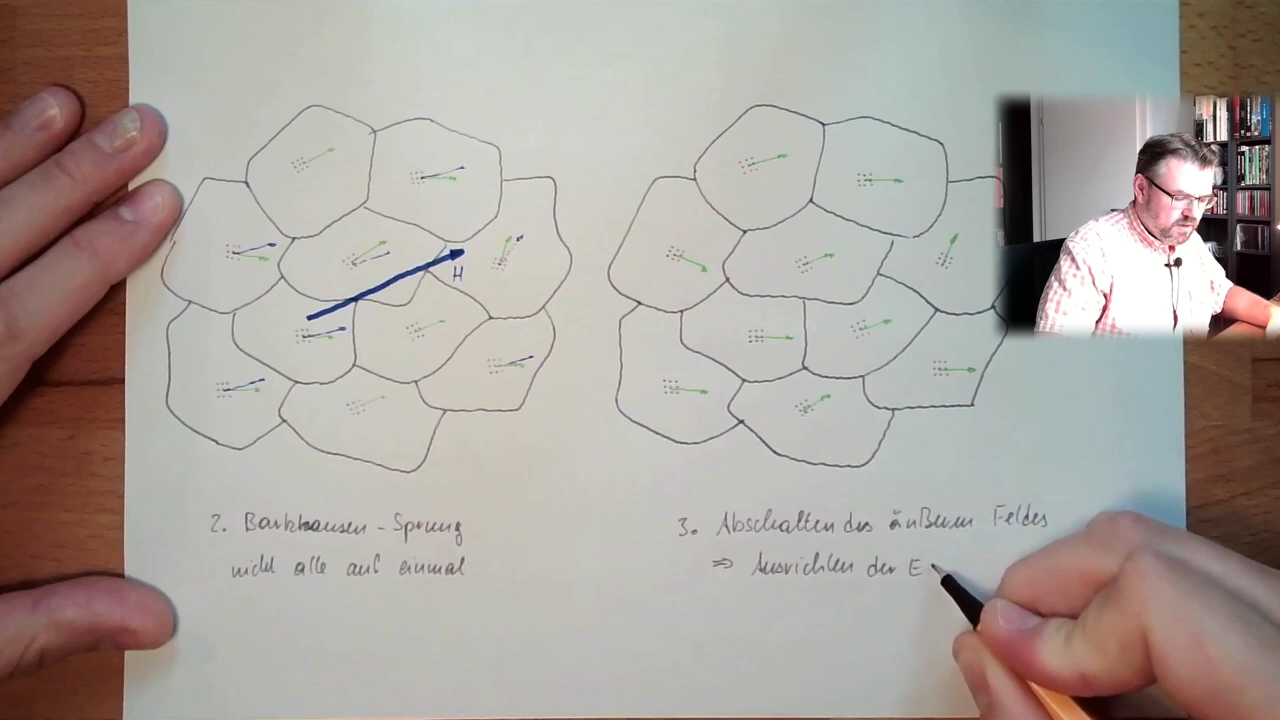 H
2. Barkhausen-Sprung
nicht alle auf einmal
3. Abschalten des äußeren Feldes
⇒ Ausrichten der E